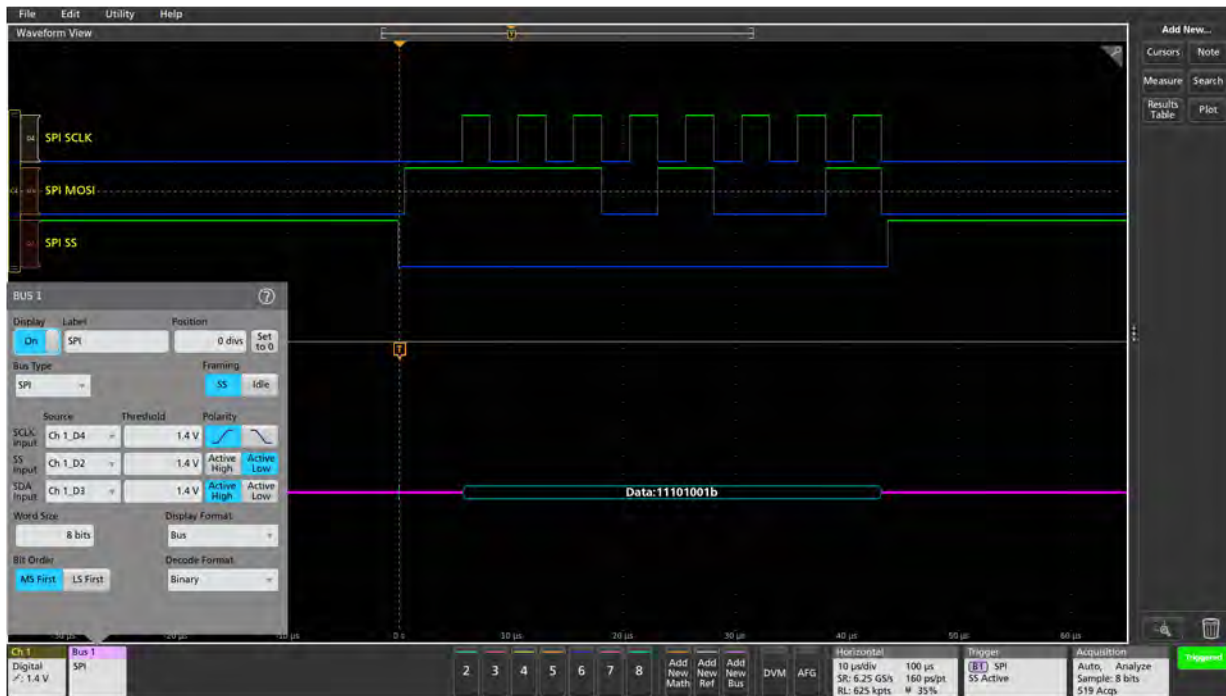 File Edit Utility Help
Waveform View
Add New...
Cursors Note
Measure Search
Results Table Plot
D4 SPI SCLK
SPI MOSI
SPI SS
T
BUS 1
?
Display Label Position
On SPI 0 divs Set to 0
Bus Type Framing
SPI SS Idle
Source Threshold Polarity
SCLK Input Ch 1_D4 1.4 V
SS Input Ch 1_D2 1.4 V Active High Active Low
SDA Input Ch 1_D3 1.4 V Active High Active Low
Data:11101001b
Word Size Display Format
8 bits Bus
Bit Order Decode Format
MS First LS First Binary
-20 µs -10 µs 0 s 10 µs 20 µs 30 µs 40 µs 50 µs 60 µs
Ch 1 Bus 1 Horizontal Trigger Acquisition
Digital SPI 2 3 4 5 6 7 8 Add New Math Add New Ref Add New Bus DVM AFG 10 µs/div 100 µs B1 SPI Auto, Analyze Triggered
1.4 V SR: 6.25 GS/s 160 ps/pt SS Active Sample: 8 bits
RL: 625 kpts 35% 519 Acqs